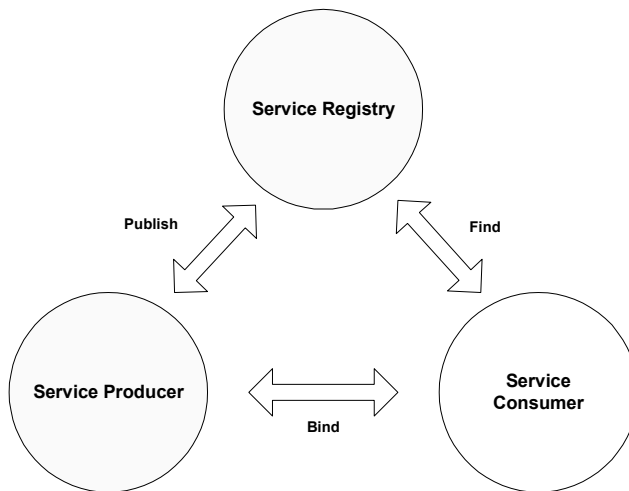 Service Registry
Publish
Find
Service Producer
Service
Consumer
Bind